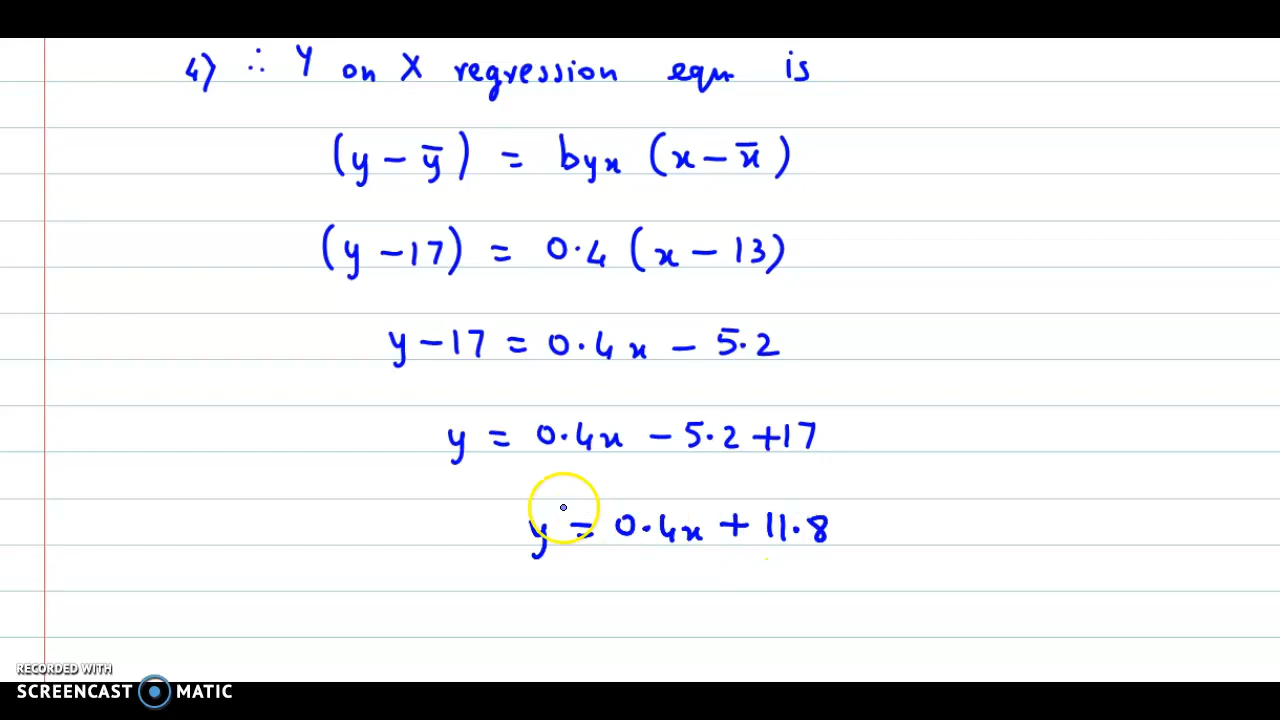 4) ∴ Y on X regression eqn is
(y - ȳ) = byx (x - x̄)
(y - 17) = 0.4 (x - 13)
y - 17 = 0.4x - 5.2
y = 0.4x - 5.2 + 17
y = 0.4x + 11.8
RECORDED WITH
SCREENCAST MATIC